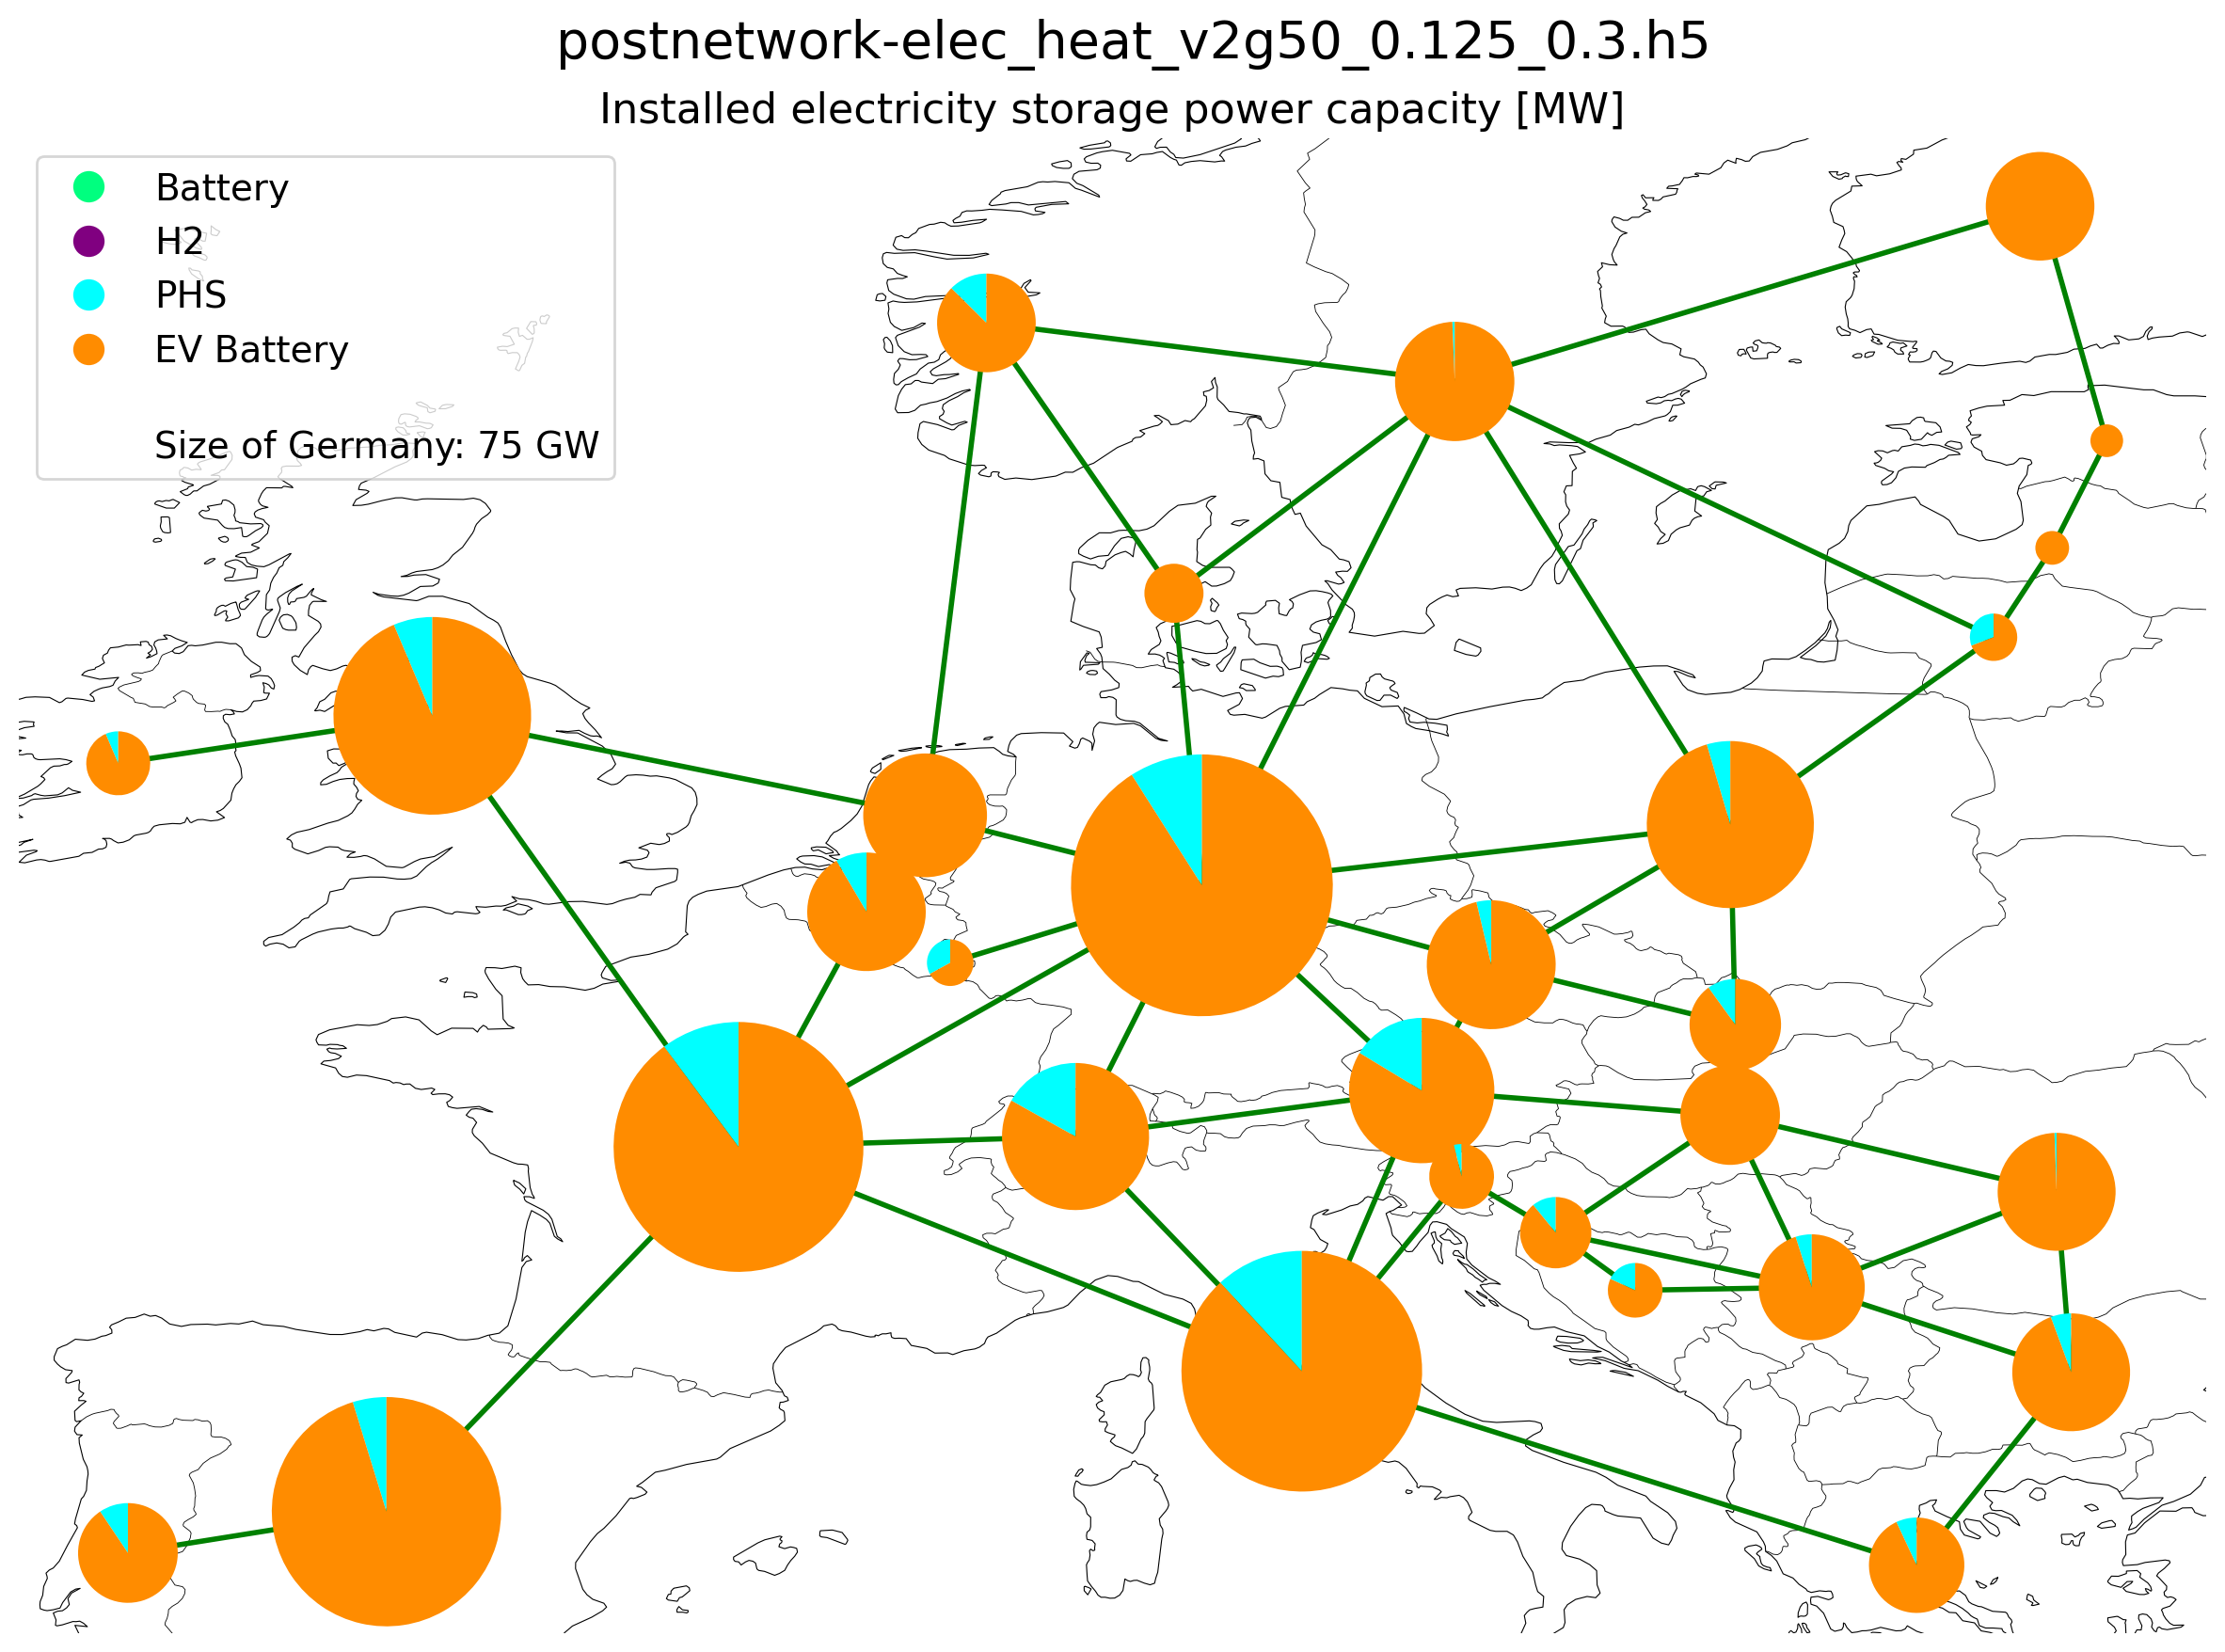 postnetwork-elec_heat_v2g50_0.125_0.3.h5
Installed electricity storage power capacity [MW]
Battery
H2
PHS
EV Battery
Size of Germany: 75 GW